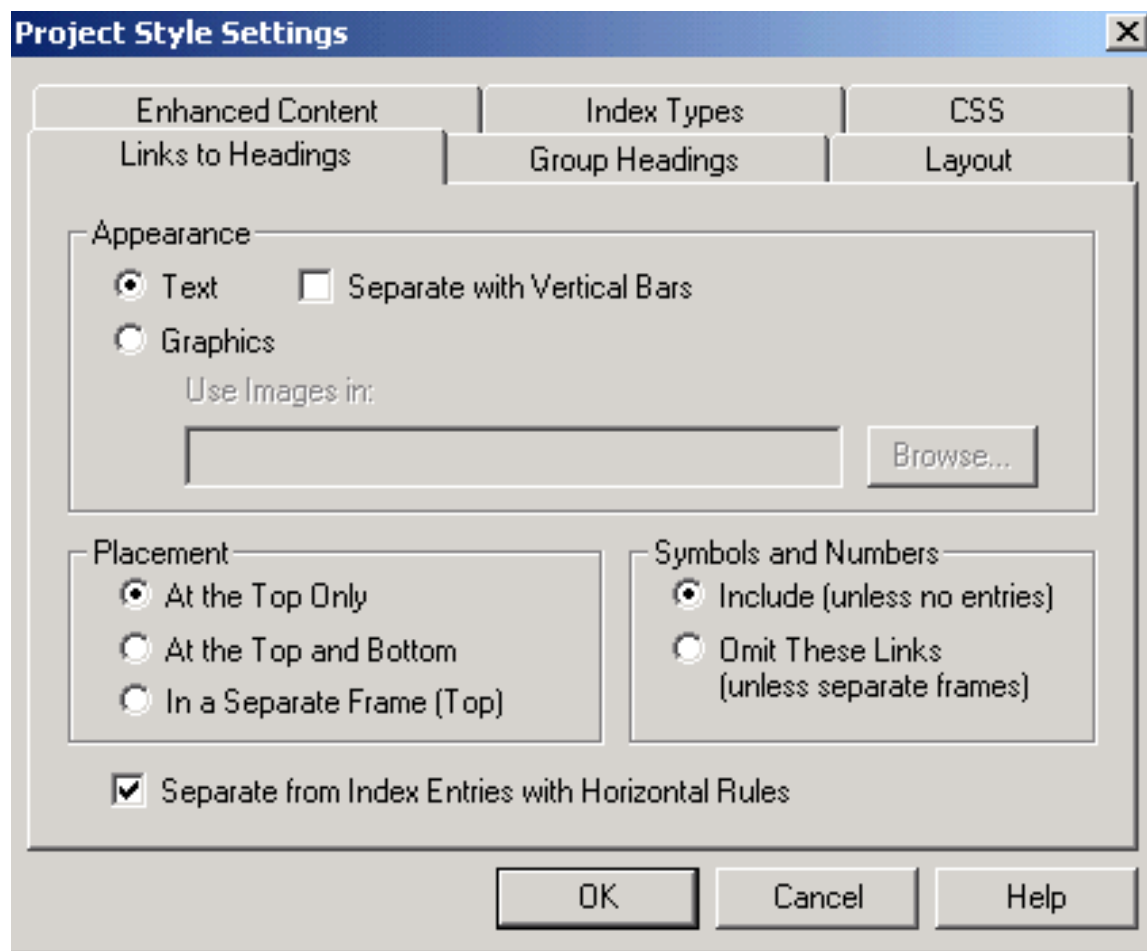 Project Style Settings
Enhanced Content Index Types CSS
Links to Headings Group Headings Layout
Appearance
Text Separate with Vertical Bars
Graphics
Use Images in:
Browse...
Placement
At the Top Only
At the Top and Bottom
In a Separate Frame (Top)
Symbols and Numbers
Include (unless no entries)
Omit These Links
(unless separate frames)
Separate from Index Entries with Horizontal Rules
OK Cancel Help